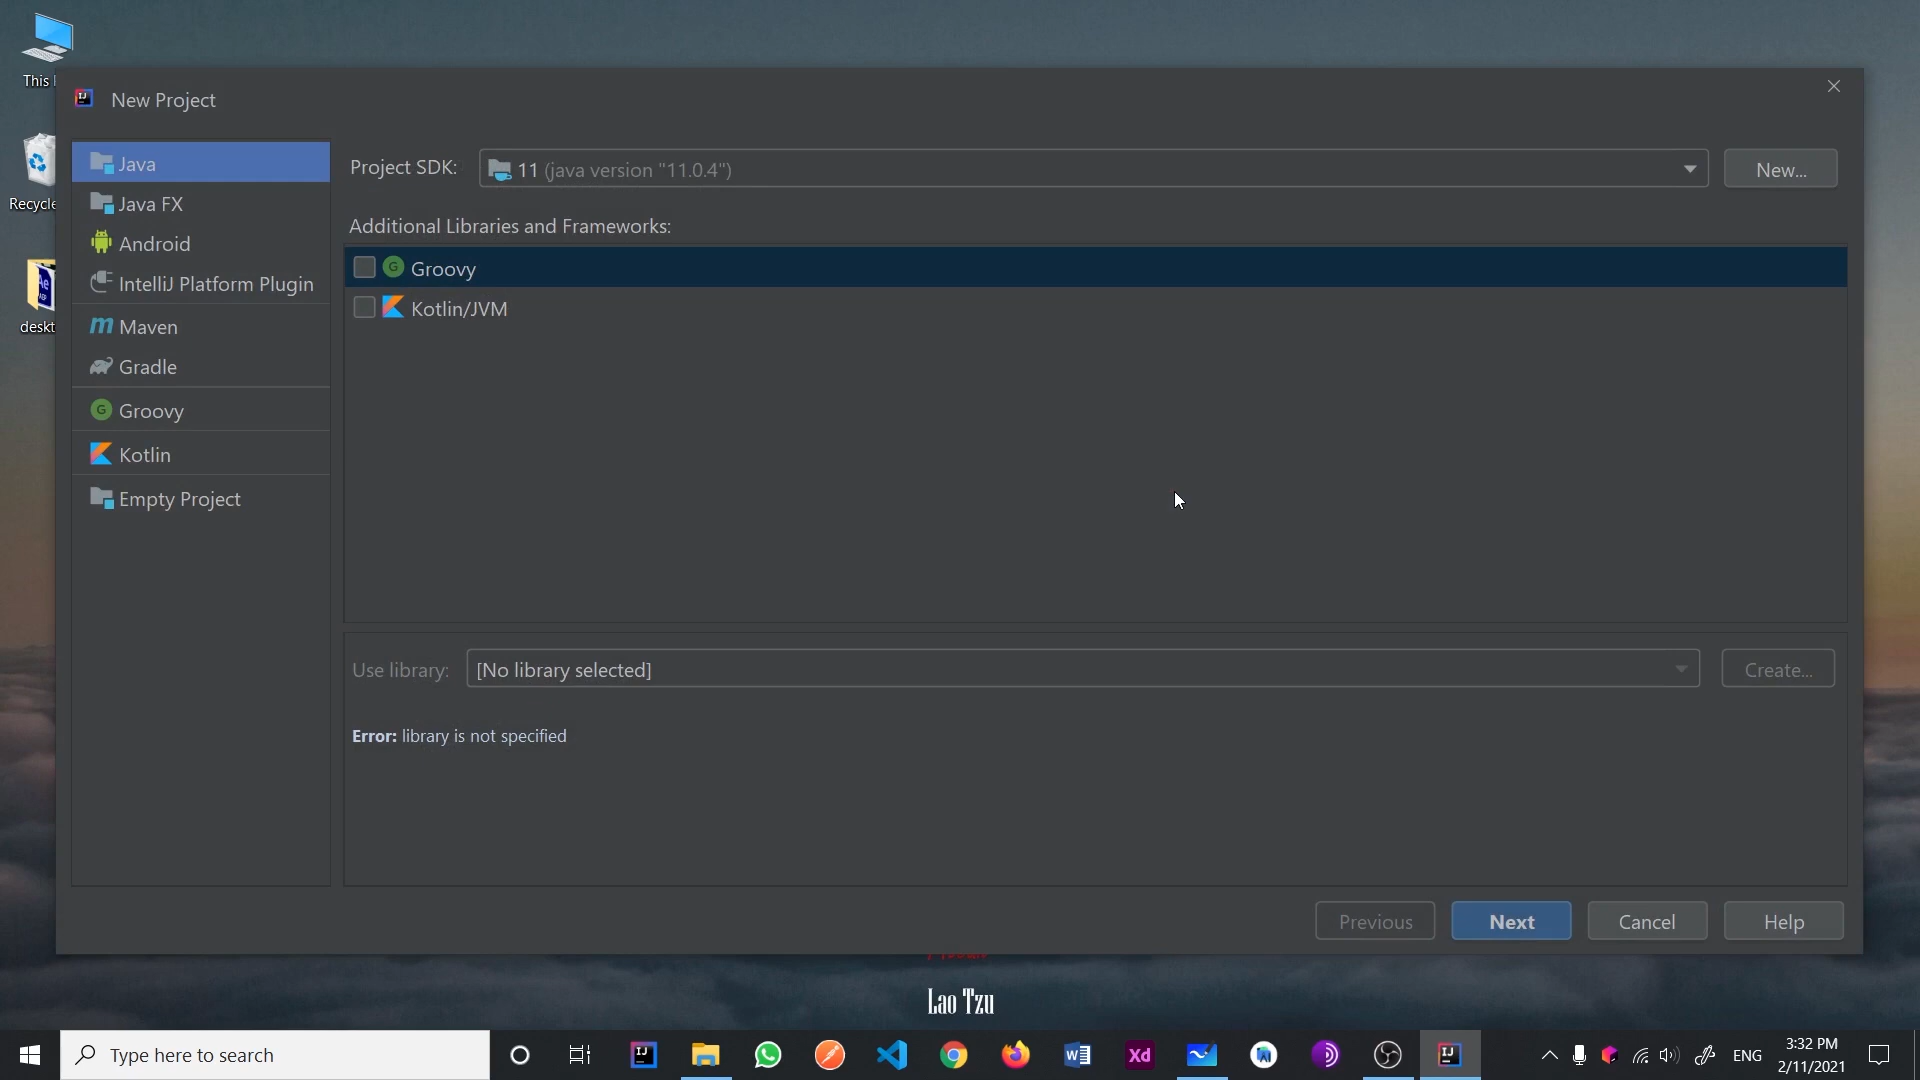 This
New Project
Java
Project SDK:
11 (java version "11.0.4")
New...
Java FX
Recycle
Additional Libraries and Frameworks:
Android
Groovy
IntelliJ Platform Plugin
Kotlin/JVM
Maven
deskt
Gradle
Groovy
Kotlin
Empty Project
Use library:
[No library selected]
Create...
Error: library is not specified
Previous
Next
Cancel
Help
Lao Tzu
Type here to search
ENG
3:32 PM
2/11/2021